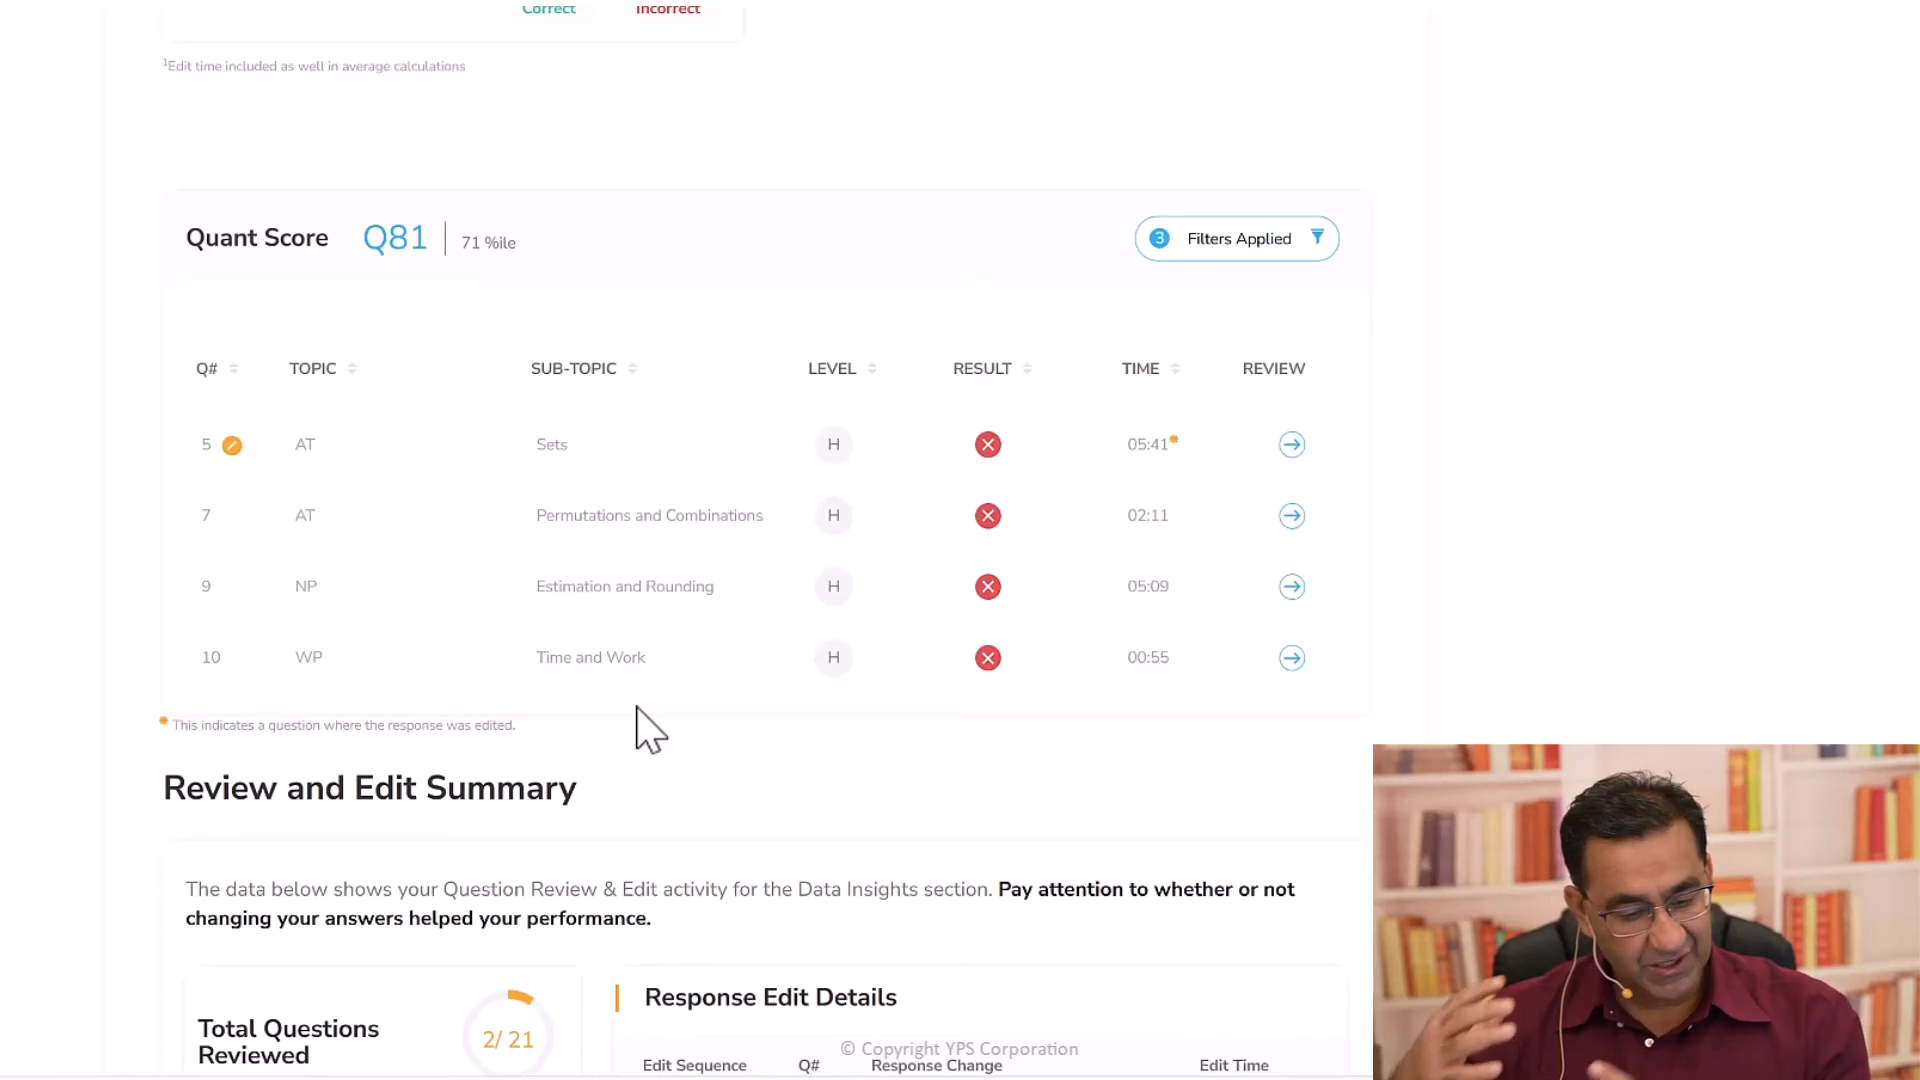 Correct Incorrect
¹Edit time included as well in average calculations
Quant Score Q81 71 %ile 3 Filters Applied
Q# TOPIC SUB-TOPIC LEVEL RESULT TIME REVIEW
5 AT Sets H 05:41*
7 AT Permutations and Combinations H 02:11
9 NP Estimation and Rounding H 05:09
10 WP Time and Work H 00:55
* This indicates a question where the response was edited.
Review and Edit Summary
The data below shows your Question Review & Edit activity for the Data Insights section. Pay attention to whether or not
changing your answers helped your performance.
Total Questions
Reviewed
2/ 21
Response Edit Details
© Copyright YPS Corporation
Edit Sequence Q# Response Change Edit Time